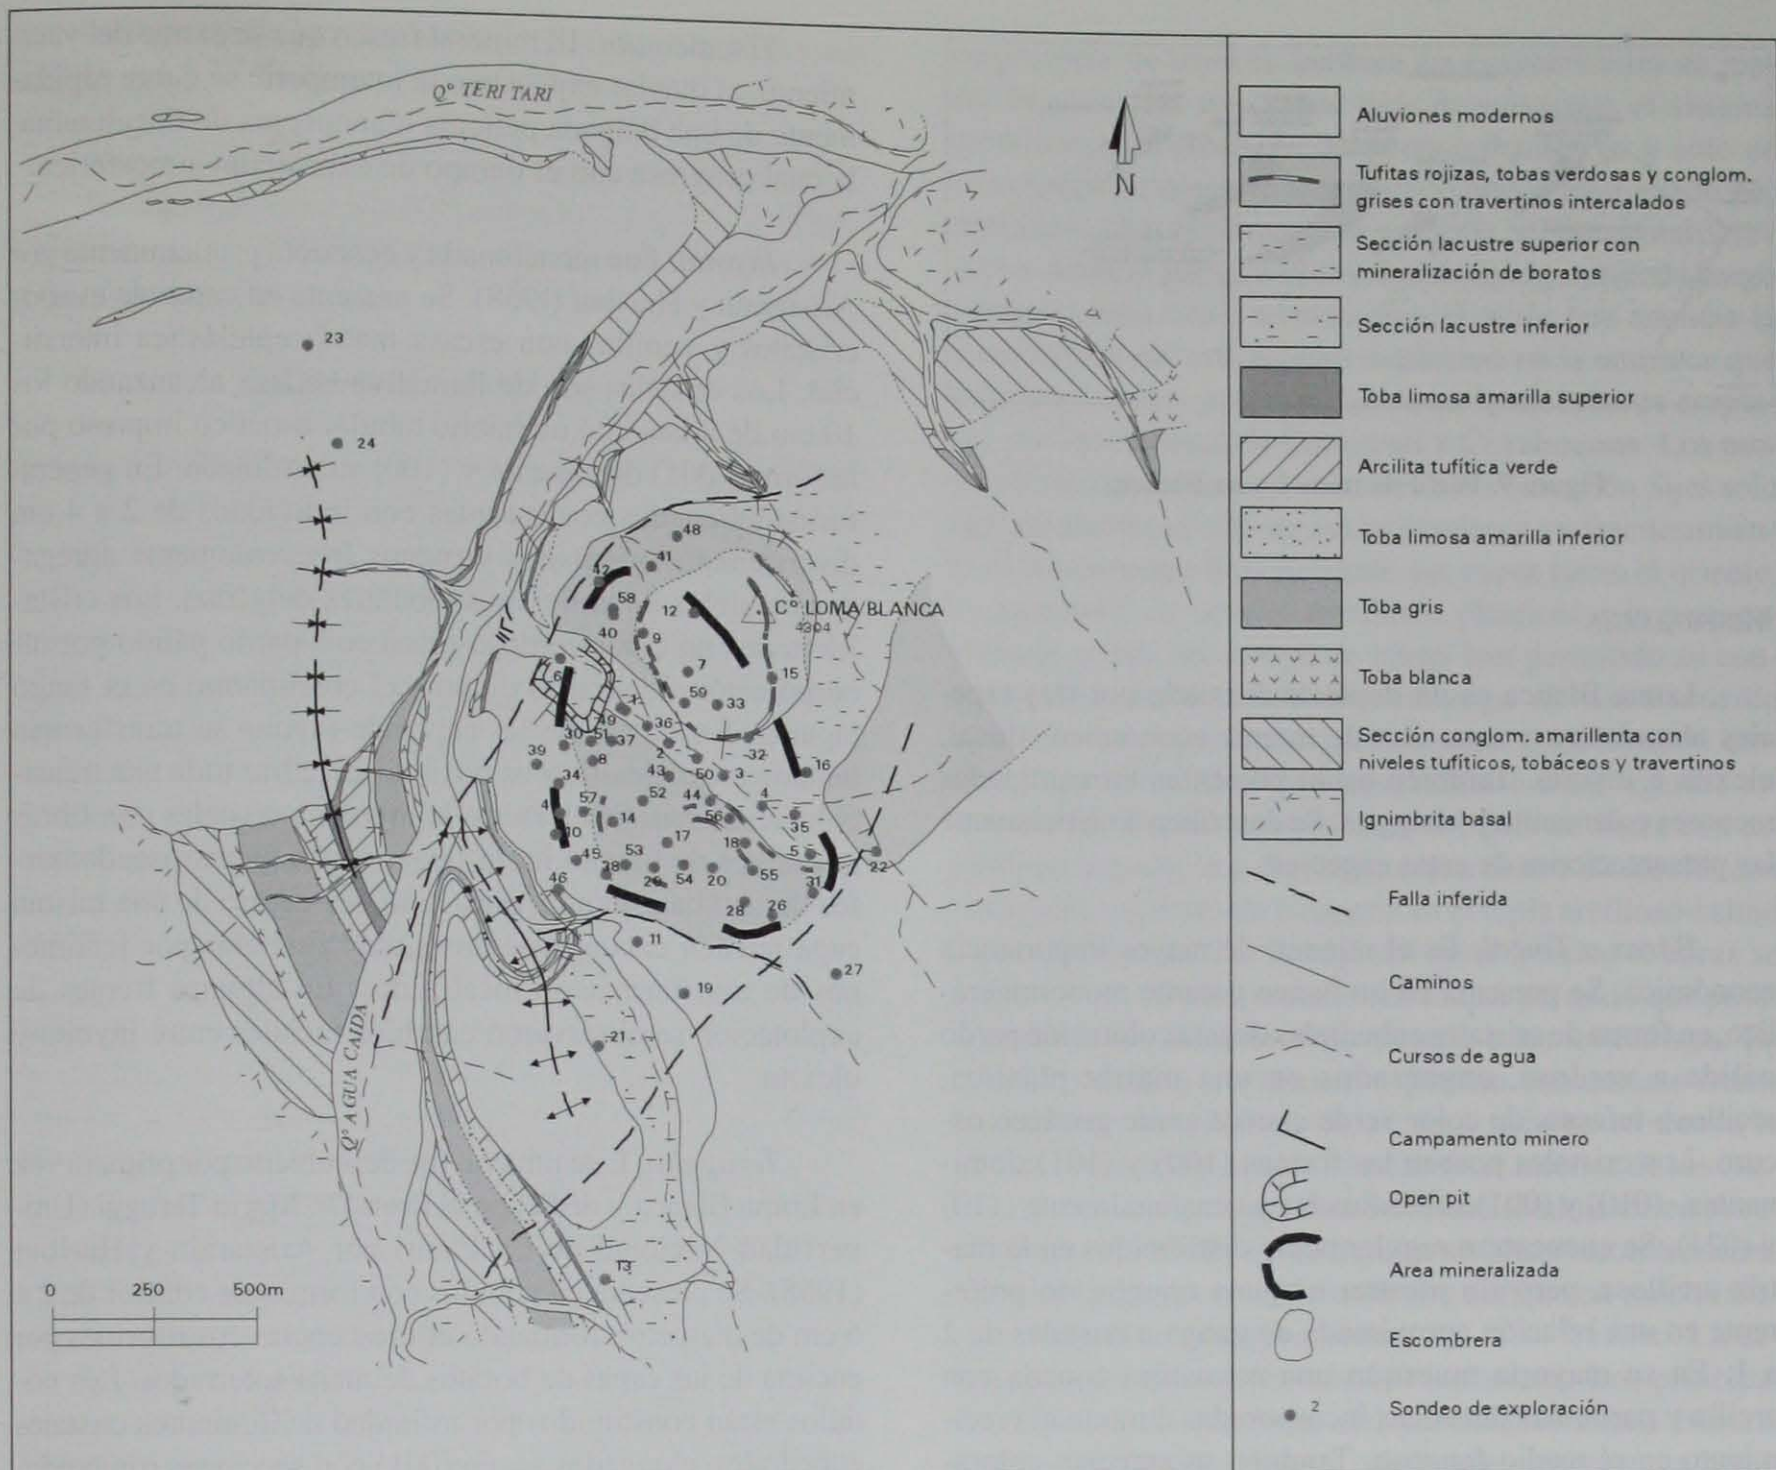 Qº TERI TARI
N
23
24
48
41
42
58
12
Cº LOMA BLANCA
4304
40
9
7
15
6
59
33
1
49
36
30
51
37
2
32
39
8
43
50
3
16
34
52
44
4
4
57
14
56
35
10
17
18
5
22
45
53
38
29
54
20
55
31
46
28
26
11
27
19
21
Qº AGUA CAIDA
13
0 250 500m
Aluviones modernos
Tufitas rojizas, tobas verdosas y conglom.
grises con travertinos intercalados
Sección lacustre superior con
mineralización de boratos
Sección lacustre inferior
Toba limosa amarilla superior
Arcilita tufítica verde
Toba limosa amarilla inferior
Toba gris
Toba blanca
Sección conglom. amarillenta con
niveles tufíticos, tobáceos y travertinos
Ignimbrita basal
Falla inferida
Caminos
Cursos de agua
Campamento minero
Open pit
Area mineralizada
Escombrera
2
Sondeo de exploración